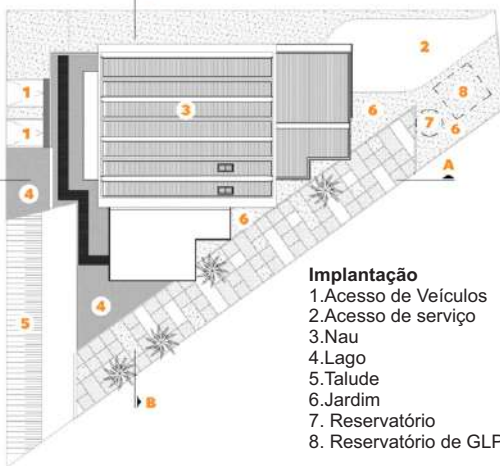 2
1
8
3
6
7
1
6
A
4
6
Implantação
1.Acesso de Veículos
2.Acesso de serviço
3.Nau
4.Lago
5.Talude
6.Jardim
7. Reservatório
8. Reservatório de GLP
4
5
B